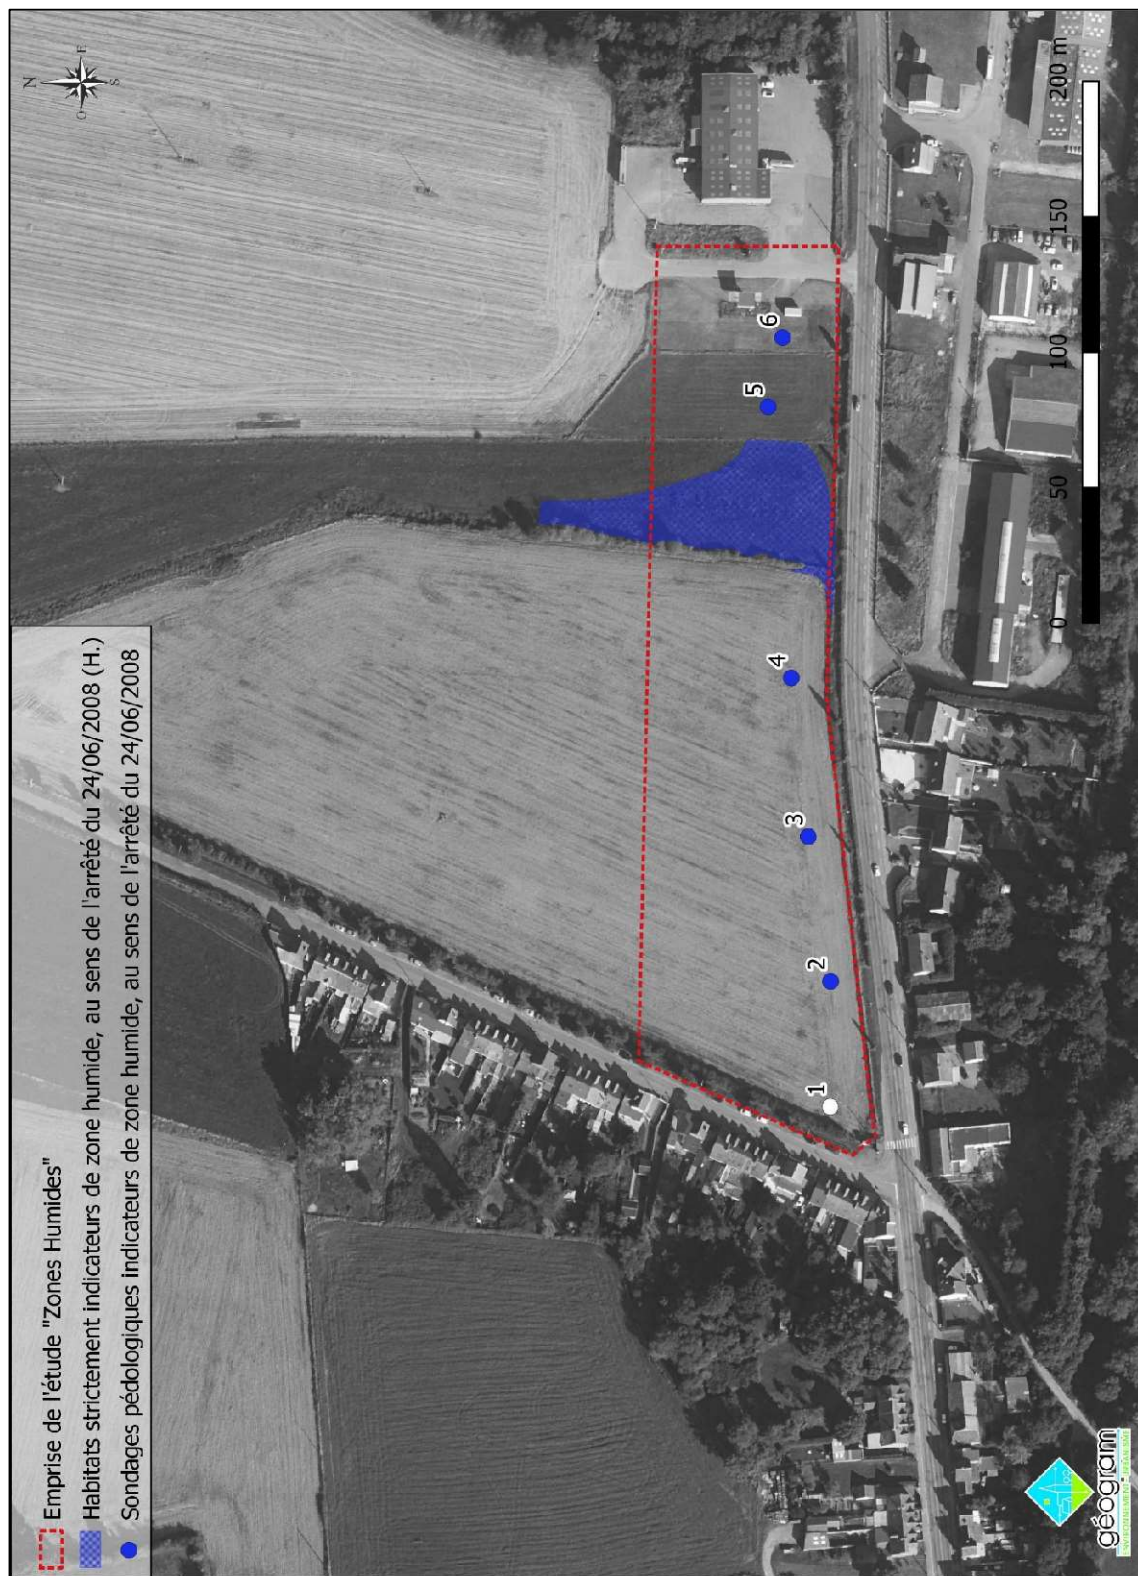 Emprise de l'étude "Zones Humides"
Habitats strictement indicateurs de zone humide, au sens de l'arrêté du 24/06/2008 (H.)
Sondages pédologiques indicateurs de zone humide, au sens de l'arrêté du 24/06/2008
N
O E
S
1
2
3
4
5
6
0 50 100 150 200 m
géogram
ENVIRONNEMENT - URBANISME